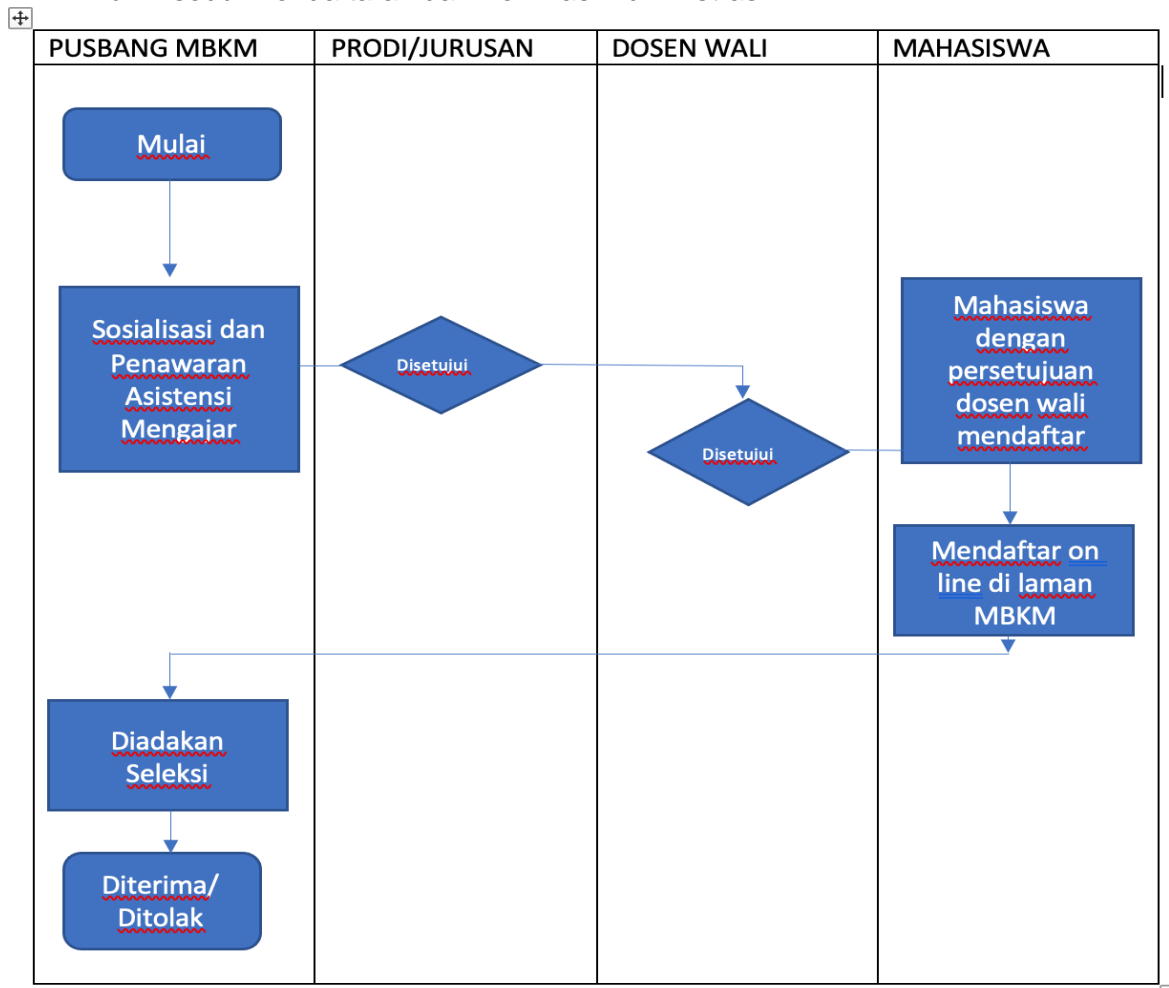 PUSBANG MBKM
PRODI/JURUSAN
DOSEN WALI
MAHASISWA
Mulai
Sosialisasi dan
Penawaran
Asistensi
Mengajar
Disetujui
Disetujui
Mahasiswa
dengan
persetujuan
dosen wali
mendaftar
Mendaftar on
line di laman
MBKM
Diadakan
Seleksi
Diterima/
Ditolak